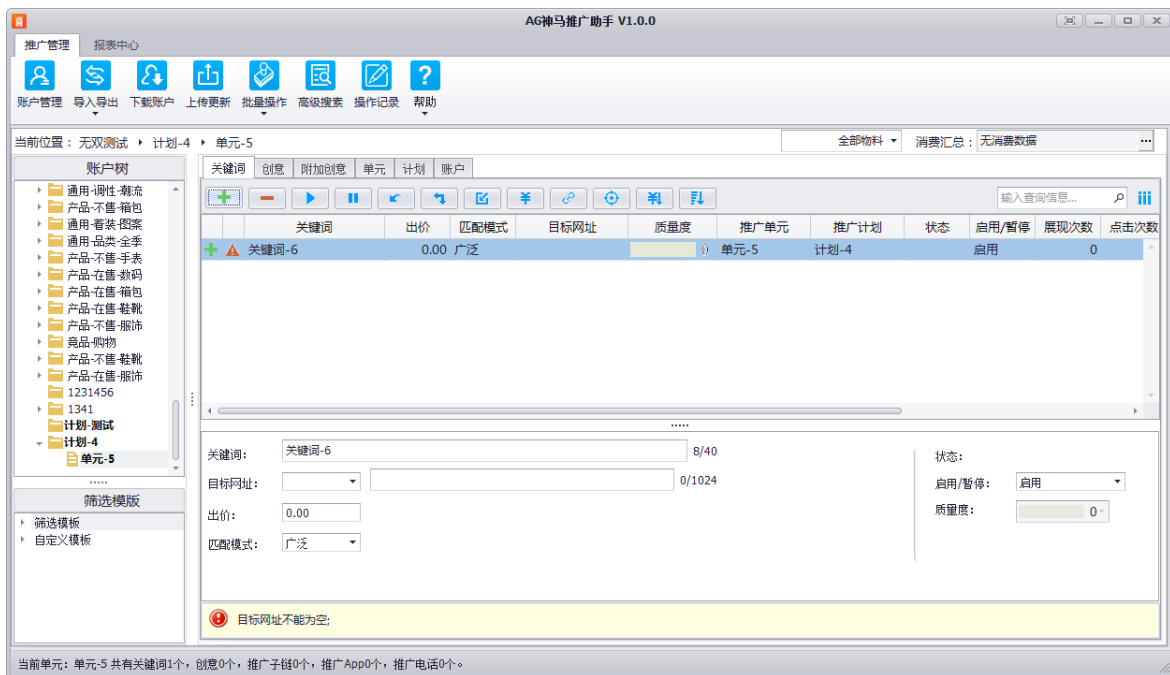 AG神马推广助手 V1.0.0
推广管理 报表中心
账户管理 导入导出 下载账户 上传更新 批量操作 高级搜索 操作记录 帮助
当前位置: 无双测试 计划-4 单元-5 全部物料 消费汇总: 无消费数据 ...
账户树
通用-调性-潮流
产品-不售-箱包
通用-着装-图案
通用-品类-全季
产品-不售-手表
产品-在售-数码
产品-在售-箱包
产品-在售-鞋靴
产品-不售-服饰
竞品-购物
产品-不售-鞋靴
产品-在售-服饰
1231456
1341
计划-测试
计划-4
单元-5
筛选模版
筛选模板
自定义模板
关键词 创意 附加创意 单元 计划 账户
输入查询信息...
关键词 出价 匹配模式 目标网址 质量度 推广单元 推广计划 状态 启用/暂停 展现次数 点击次数
关键词-6 0.00 广泛 0 单元-5 计划-4 启用 0
关键词: 关键词-6 8/40
目标网址: 0/1024
出价: 0.00
匹配模式: 广泛
状态:
启用/暂停: 启用
质量度: 0
目标网址不能为空;
当前单元: 单元-5 共有关键词1个，创意0个，推广子链0个，推广App0个，推广电话0个。